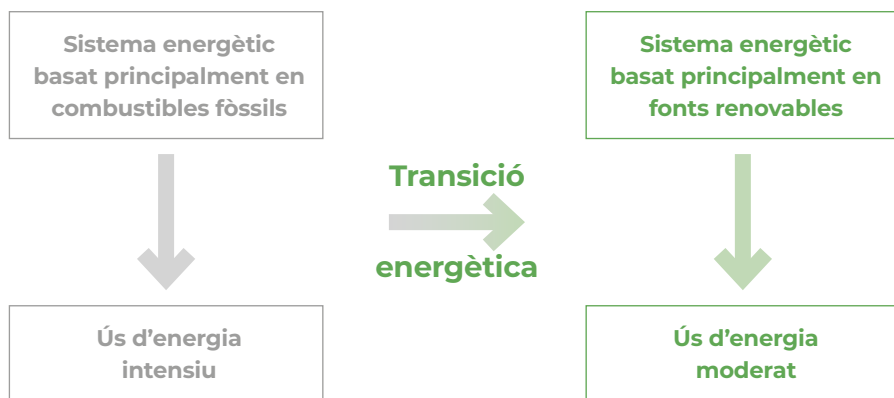 Sistema energètic
basat principalment en
combustibles fòssils
Sistema energètic
basat principalment en
fonts renovables
Transició
energètica
Ús d’energia
intensiu
Ús d’energia
moderat